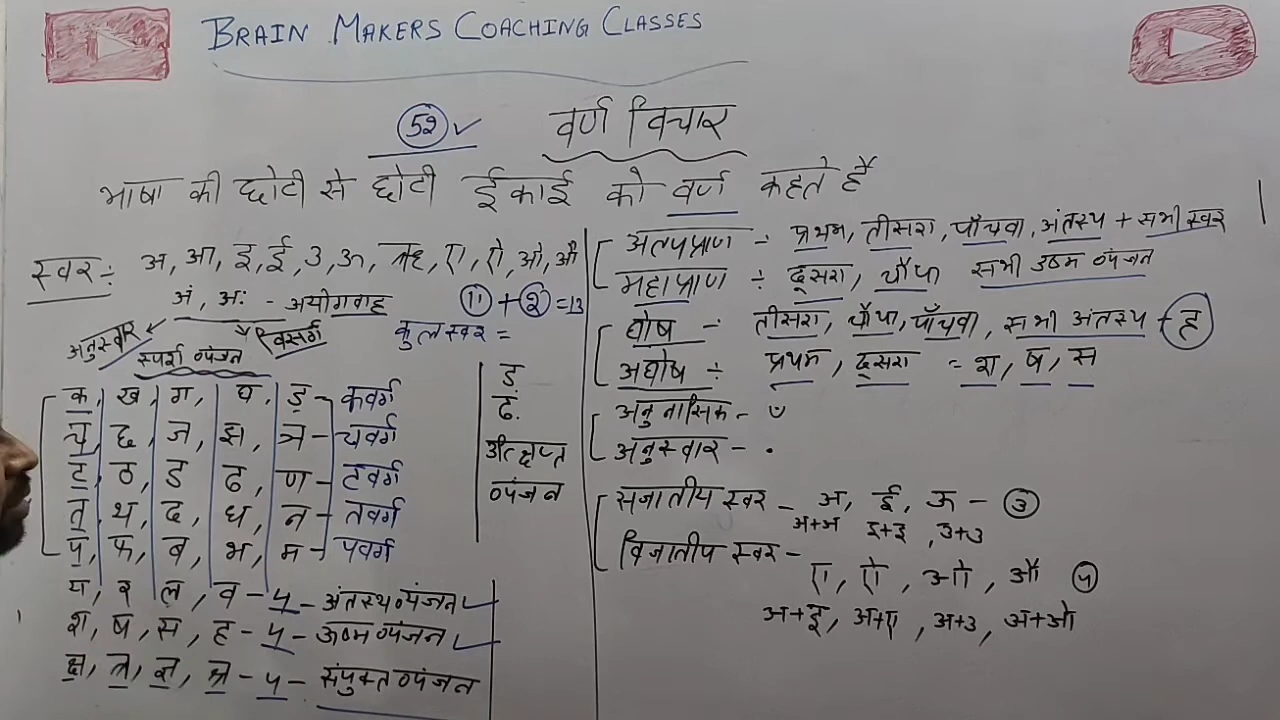 BRAIN MAKERS COACHING CLASSES
52 ✓ वर्ण विचार
भाषा की छोटी से छोटी ईकाई को वर्ण कहते है
स्वर : अ, आ, इ, ई, उ, ऊ, ऋ, ए, ऐ, ओ, औ
अं, अः - अयोगवाह 11 + 2 = 13
अनुस्वार विसर्ग कुल स्वर =
स्पर्श व्यंजन
क, ख, ग, घ, ङ - कवर्ग
च, छ, ज, झ, ञ - चवर्ग
ट, ठ, ड, ढ, ण - टवर्ग
त, थ, द, ध, न - तवर्ग
प, फ, ब, भ, म - पवर्ग
य, र, ल, व - 4 - अंतस्थ व्यंजन
श, ष, स, ह - 4 - ऊष्म व्यंजन
क्ष, त्र, ज्ञ, श्र - 4 - संयुक्त व्यंजन
ड़
ढ़
उत्क्षिप्त
व्यंजन
अल्पप्राण - प्रथम, तीसरा, पाँचवा, अंतस्थ + सभी स्वर
महाप्राण ÷ दूसरा, चौथा सभी उष्म व्यंजन
घोष - तीसरा, चौथा, पाँचवा, सभी अंतस्थ + ह
अघोष ÷ प्रथम, दूसरा = श, ष, स
अनुनासिक - ँ
अनुस्वार - .
सजातीय स्वर - आ, ई, ऊ - 3
अ+अ इ+इ, उ+उ
विजातीय स्वर -
ए, ऐ, ओ, औ 4
अ+इ, अ+ए, अ+उ, अ+ओ